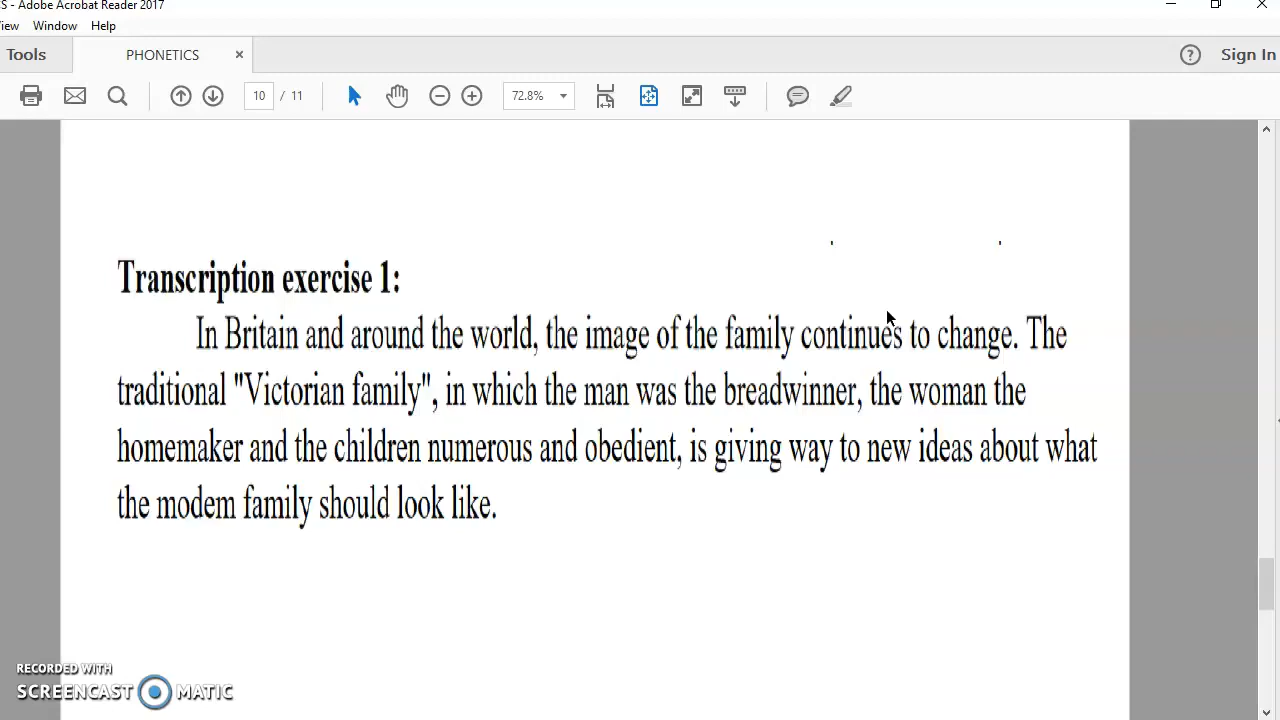 S - Adobe Acrobat Reader 2017
iew Window Help
Tools PHONETICS × Sign In
10 / 11 72.8%
Transcription exercise 1:
In Britain and around the world, the image of the family continues to change. The
traditional "Victorian family", in which the man was the breadwinner, the woman the
homemaker and the children numerous and obedient, is giving way to new ideas about what
the modem family should look like.
RECORDED WITH
SCREENCAST MATIC